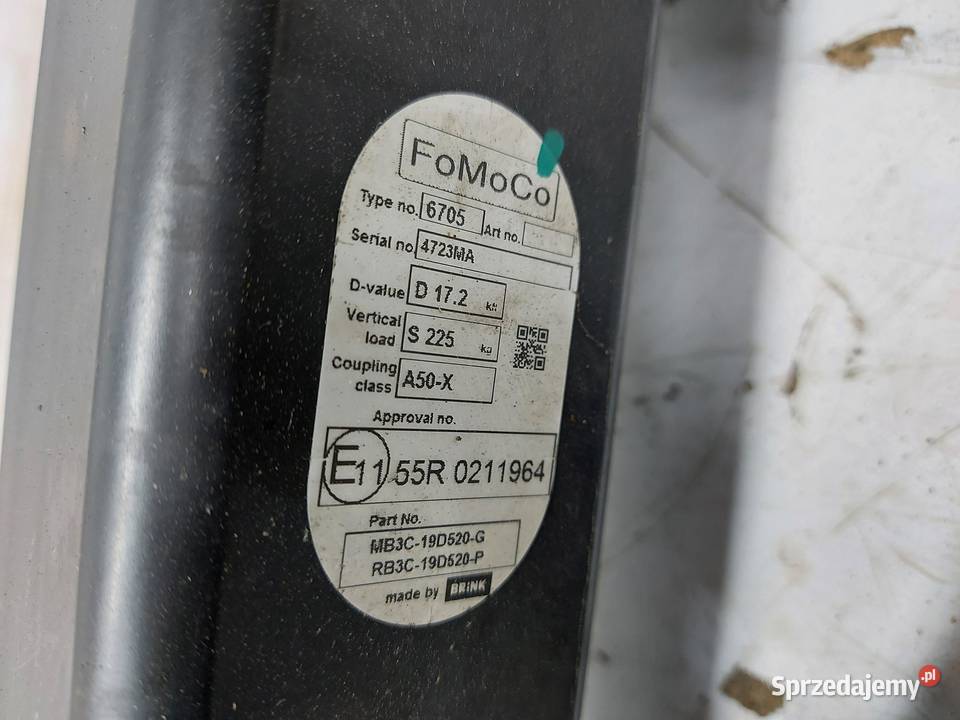 FoMoCo
Type no. 6705 Art no.
Serial no 4723MA
D-value D 17.2 kN
Vertical load S 225 kg
Coupling class A50-X
Approval no.
E11 55R 0211964
Part No.
MB3C-19D520-G
RB3C-19D520-P
made by BRINK
Sprzedajemy.pl